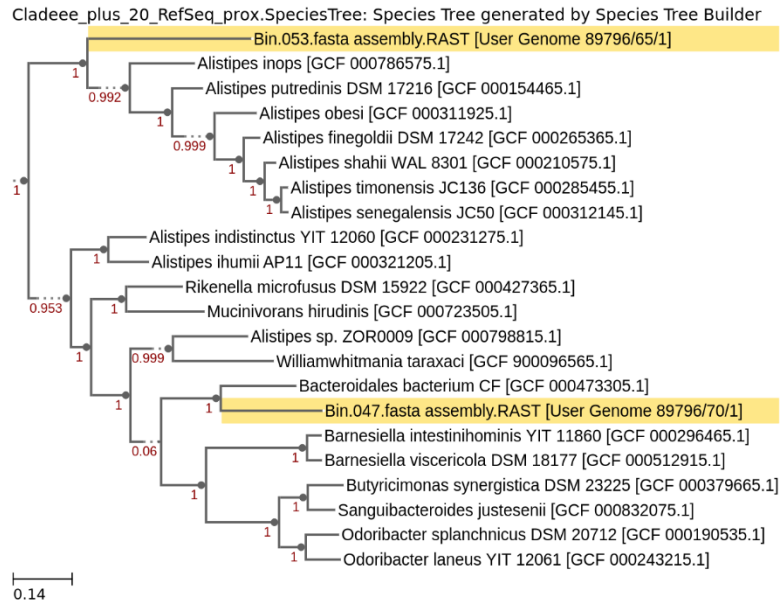 Cladeee_plus_20_RefSeq_prox.SpeciesTree: Species Tree generated by Species Tree Builder
Bin.053.fasta assembly.RAST [User Genome 89796/65/1]
1
Alistipes inops [GCF 000786575.1]
0.992
Alistipes putredinis DSM 17216 [GCF 000154465.1]
1
Alistipes obesi [GCF 000311925.1]
0.999
Alistipes finegoldii DSM 17242 [GCF 000265365.1]
1
Alistipes shahii WAL 8301 [GCF 000210575.1]
1
Alistipes timonensis JC136 [GCF 000285455.1]
1
1
Alistipes senegalensis JC50 [GCF 000312145.1]
Alistipes indistinctus YIT 12060 [GCF 000231275.1]
1
Alistipes ihumii AP11 [GCF 000321205.1]
Rikenella microfusus DSM 15922 [GCF 000427365.1]
0.953
1
Mucinivorans hirudinis [GCF 000723505.1]
Alistipes sp. ZOR0009 [GCF 000798815.1]
1
0.999
Williamwhitmania taraxaci [GCF 900096565.1]
Bacteroidales bacterium CF [GCF 000473305.1]
1
1
Bin.047.fasta assembly.RAST [User Genome 89796/70/1]
Barnesiella intestinihominis YIT 11860 [GCF 000296465.1]
0.06
1
Barnesiella viscericola DSM 18177 [GCF 000512915.1]
Butyricimonas synergistica DSM 23225 [GCF 000379665.1]
1
1
Sanguibacteroides justesenii [GCF 000832075.1]
1
Odoribacter splanchnicus DSM 20712 [GCF 000190535.1]
1
Odoribacter laneus YIT 12061 [GCF 000243215.1]
0.14